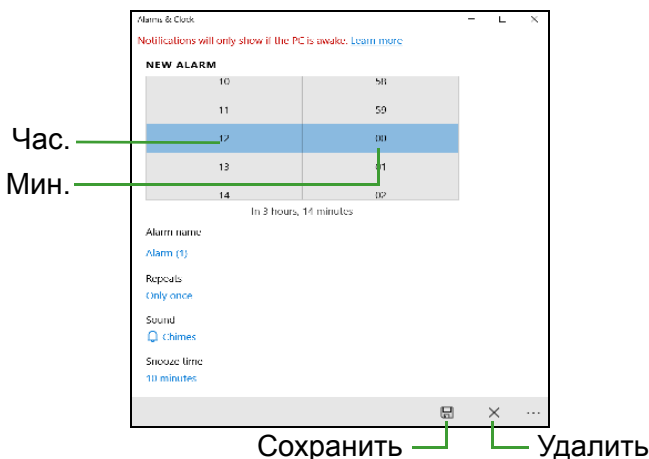 Alarms & Clock
Notifications will only show if the PC is awake. Learn more
NEW ALARM
10 58
11 59
Час. 12 00
13 01
Мин.
14 02
In 3 hours, 14 minutes
Alarm name
Alarm (1)
Repeats
Only once
Sound
Chimes
Snooze time
10 minutes
Сохранить Удалить